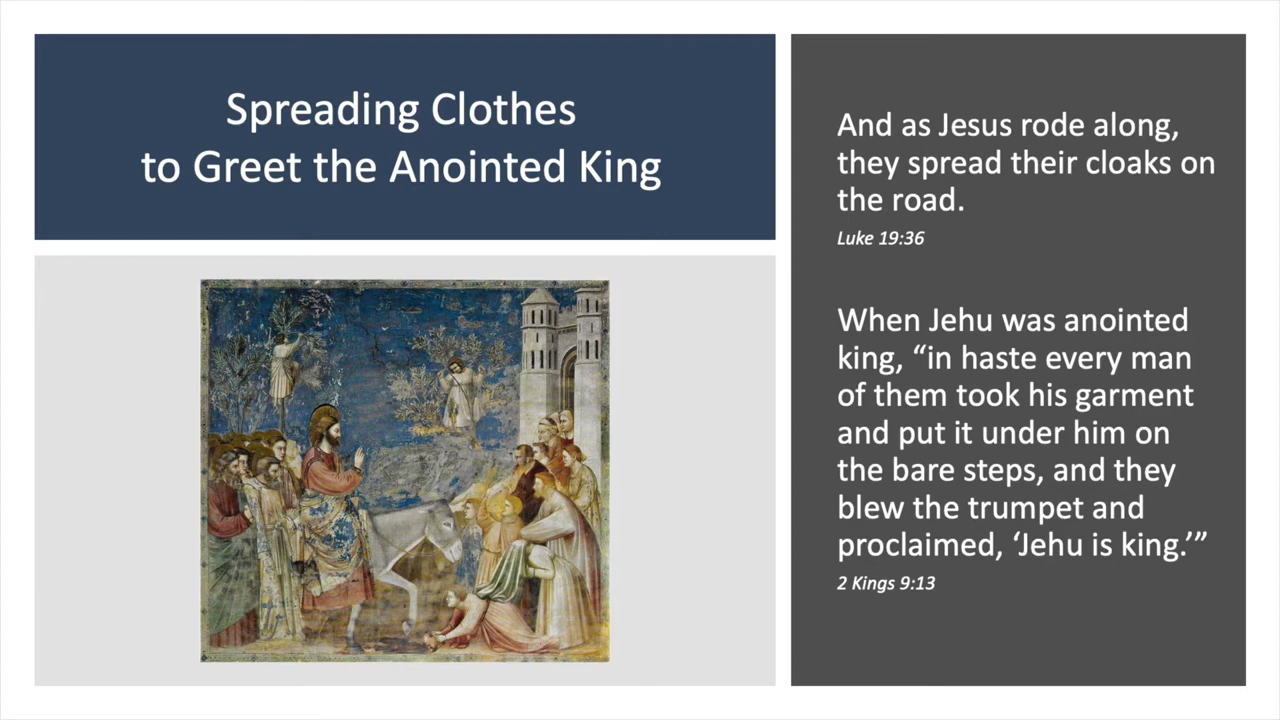 Spreading Clothes
to Greet the Anointed King
And as Jesus rode along,
they spread their cloaks on
the road.
Luke 19:36
When Jehu was anointed
king, “in haste every man
of them took his garment
and put it under him on
the bare steps, and they
blew the trumpet and
proclaimed, ‘Jehu is king.’”
2 Kings 9:13